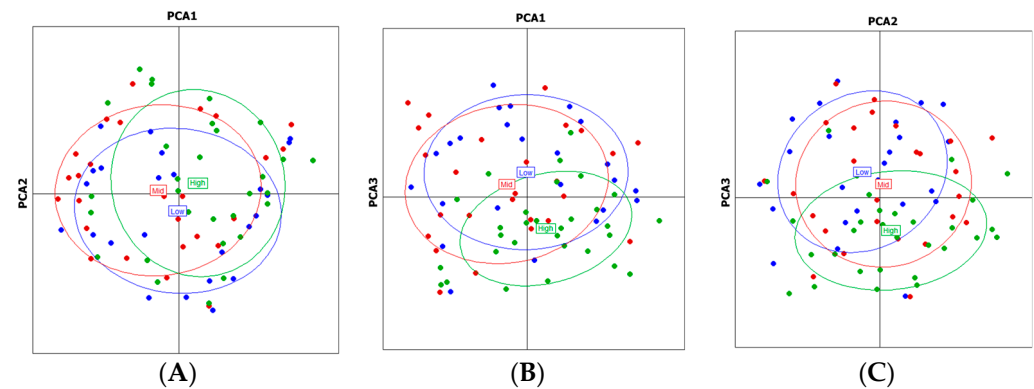 PCA1
PCA2
High
Mid
Low
(A)
PCA1
PCA3
Low
Mid
High
(B)
PCA2
PCA3
Low
Mid
High
(C)